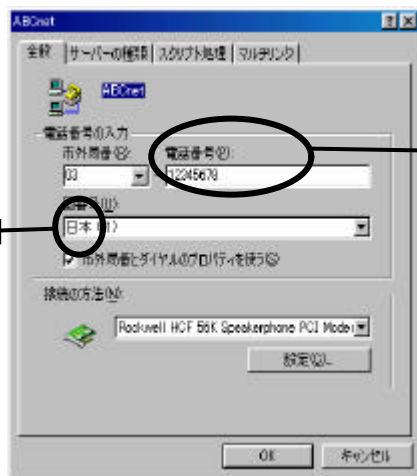 ABCnet
全般 サーバーの種類 スクリプト処理 マルチリンク
ABCnet
電話番号の入力
市外局番(B): 電話番号(P):
03 12345678
(U):
日本
市外局番とダイヤルのプロパティを使う(S)
接続の方法(N):
Rockwell HCF 56K Speakerphone PCI Modem
設定(C)...
OK キャンセル